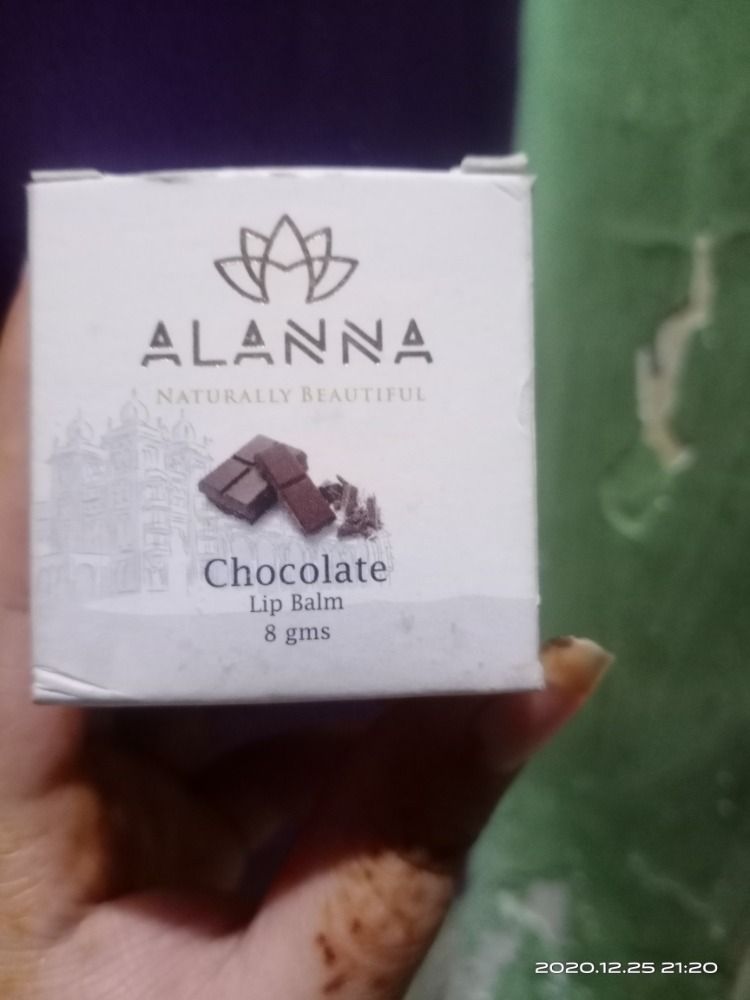 ALANNA
NATURALLY BEAUTIFUL
Chocolate
Lip Balm
8 gms
2020.12.25 21:20